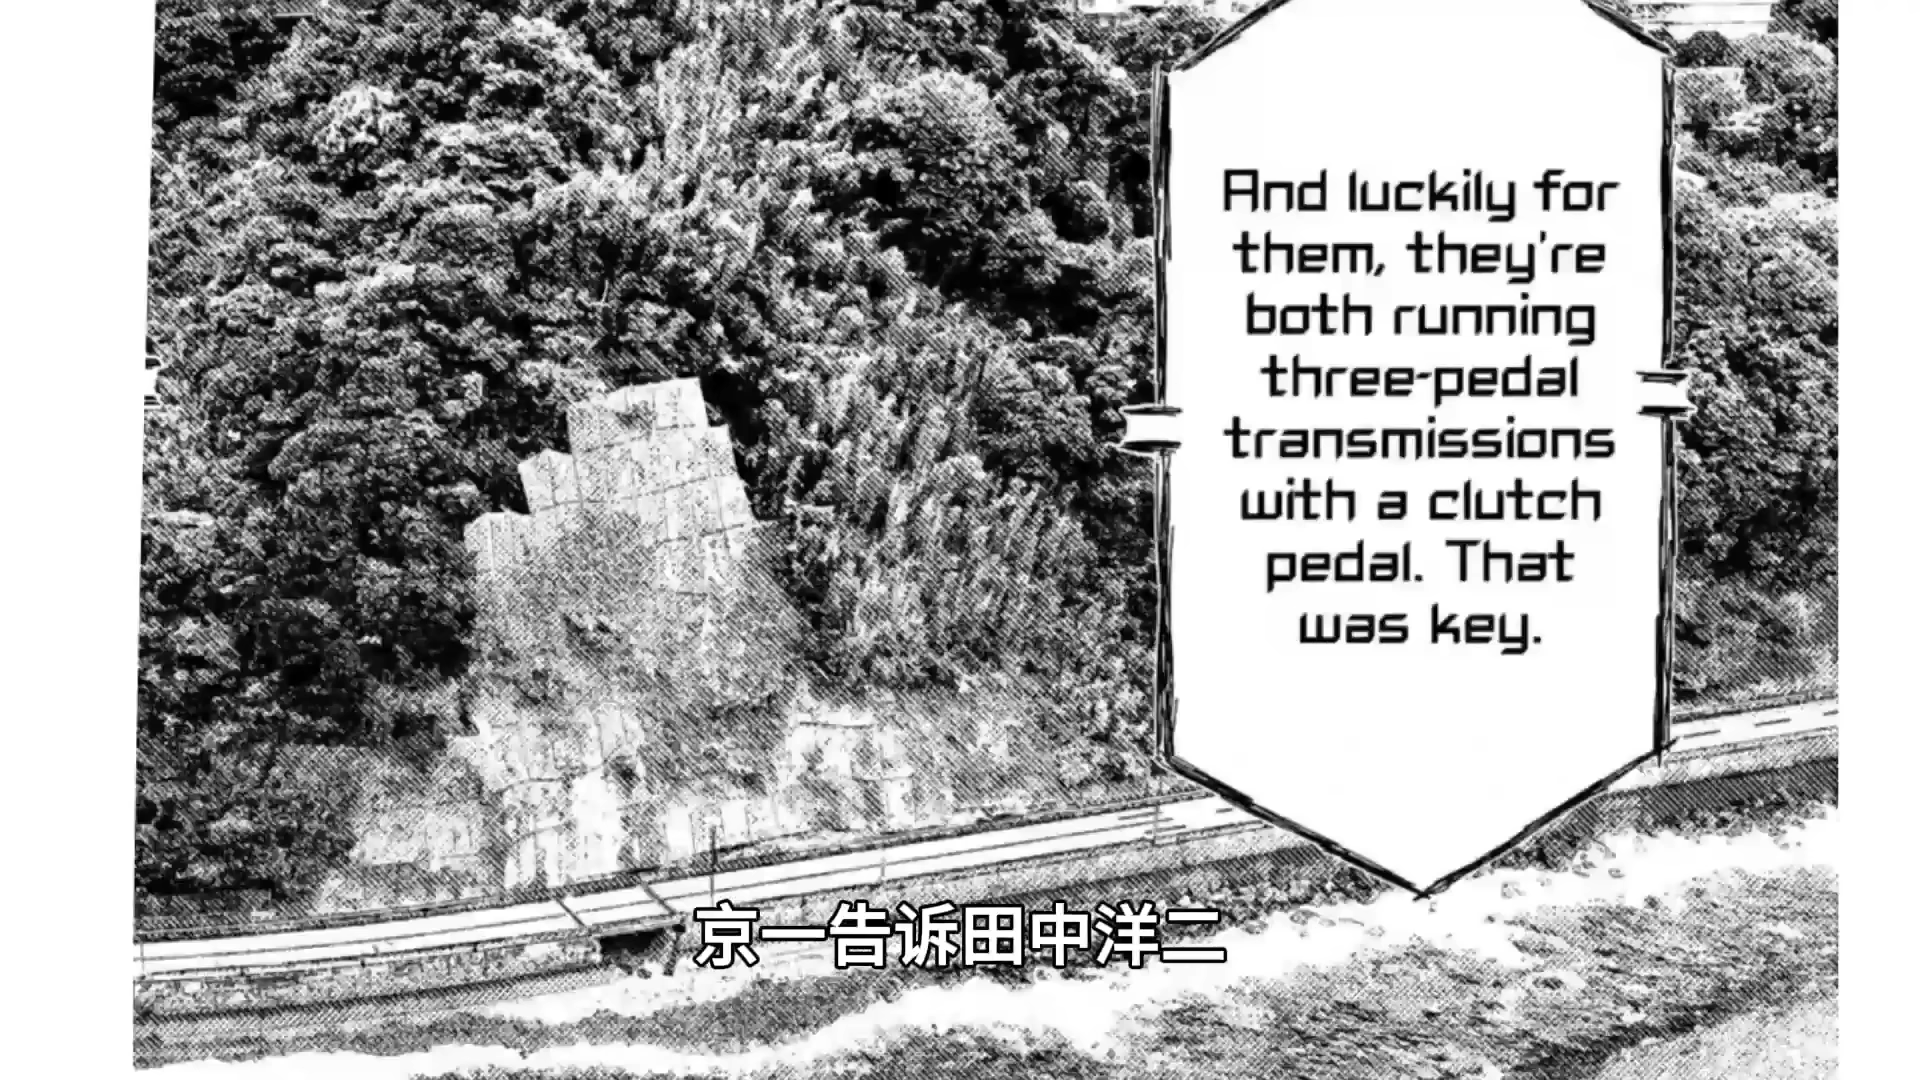 And luckily for
them, they're
both running
three-pedal
transmissions
with a clutch
pedal. That
was key.
京一告诉田中洋二